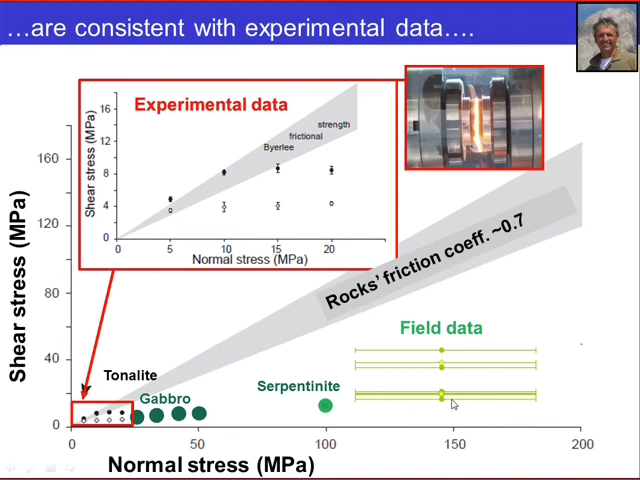 …are consistent with experimental data….
Experimental data
16
12
8
4
0
Shear stress (MPa)
strength
frictional
Byerlee
0
5
10
15
20
Normal stress (MPa)
160
120
80
40
0
Shear stress (MPa)
Rocks' friction coeff. ~0.7
Field data
Tonalite
Gabbro
Serpentinite
0
50
100
150
200
Normal stress (MPa)